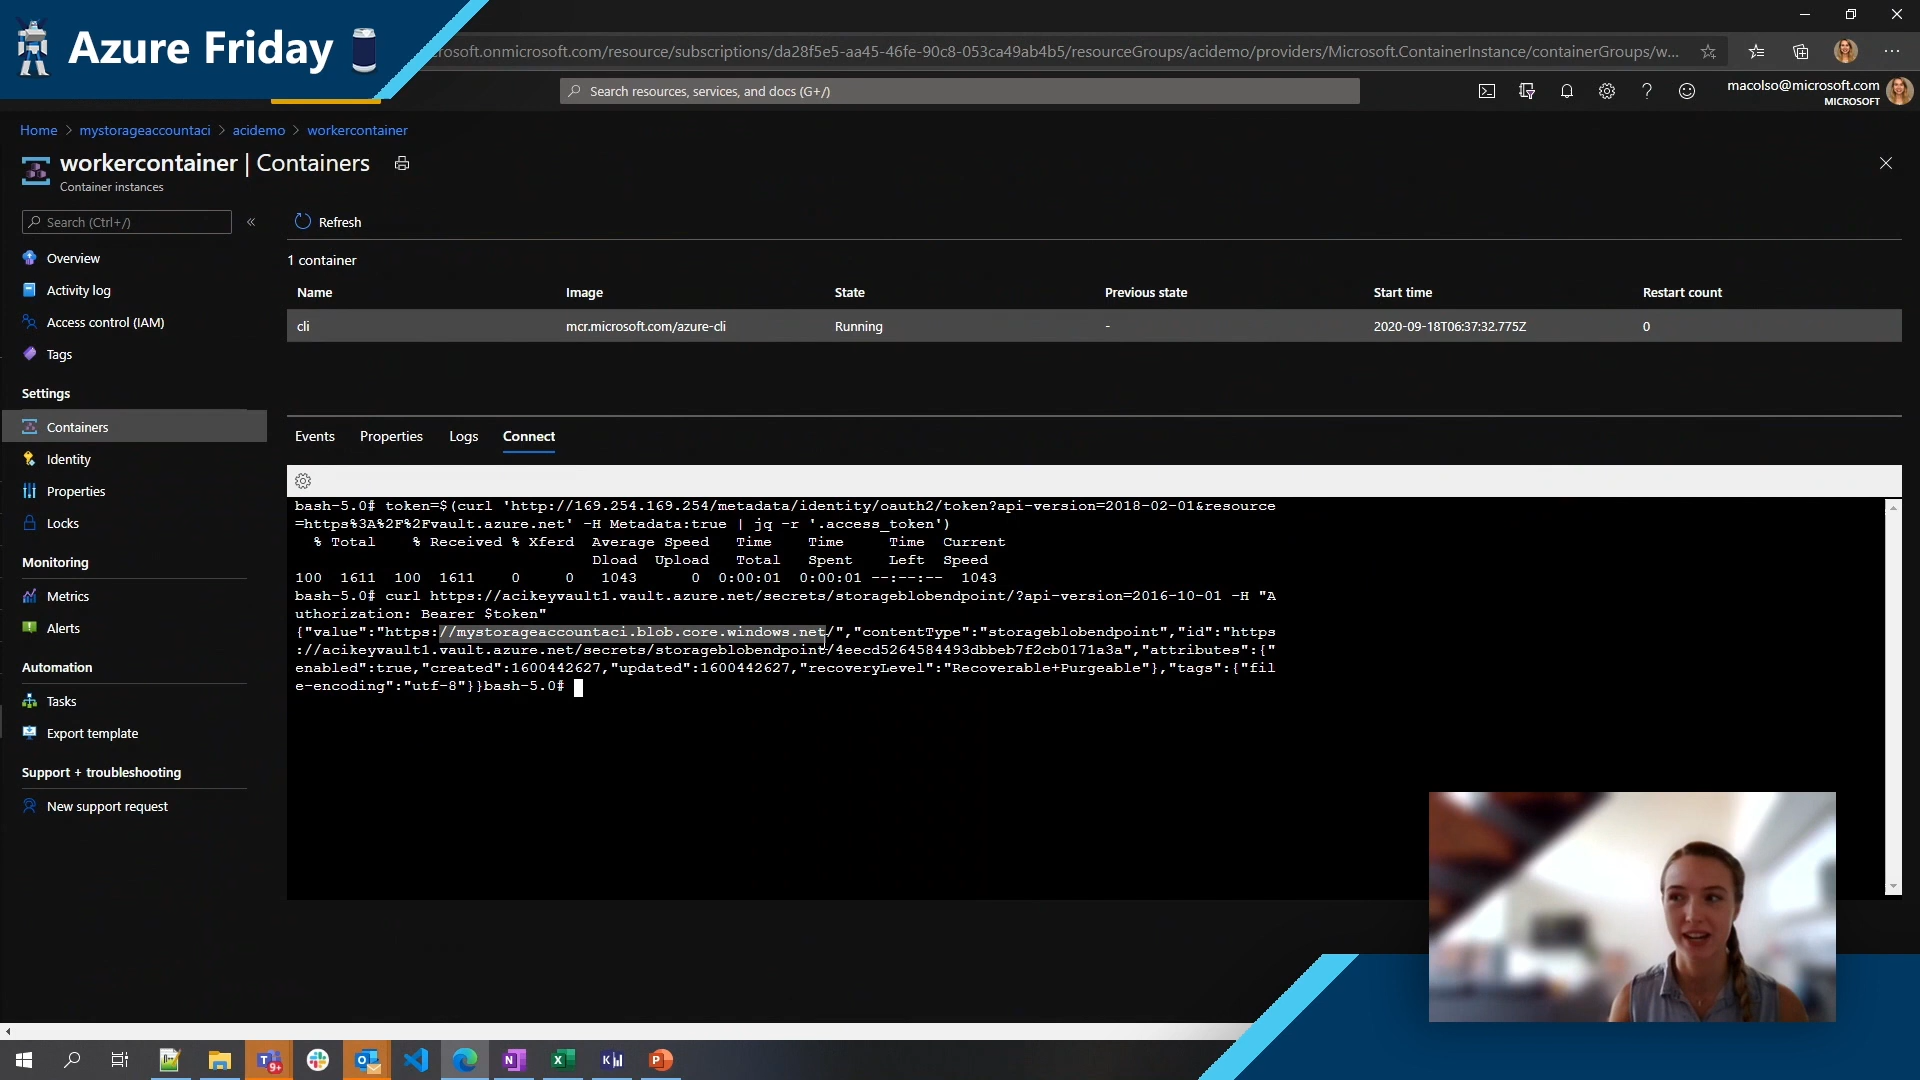 Azure Friday
rosoft.onmicrosoft.com/resource/subscriptions/da28f5e5-aa45-46fe-90c8-053ca49ab4b5/resourceGroups/acidemo/providers/Microsoft.ContainerInstance/containerGroups/w...
Search resources, services, and docs (G+/)
macolso@microsoft.com
MICROSOFT
Home > mystorageaccountaci > acidemo > workercontainer
workercontainer | Containers
Container instances
Search (Ctrl+/)
«
Refresh
Overview
Activity log
Access control (IAM)
Tags
Settings
Containers
Identity
Properties
Locks
Monitoring
Metrics
Alerts
Automation
Tasks
Export template
Support + troubleshooting
New support request
1 container
Name Image State Previous state Start time Restart count
cli mcr.microsoft.com/azure-cli Running - 2020-09-18T06:37:32.775Z 0
Events Properties Logs Connect
bash-5.0# token=$(curl 'http://169.254.169.254/metadata/identity/oauth2/token?api-version=2018-02-01&resource
=https%3A%2F%2Fvault.azure.net' -H Metadata:true | jq -r '.access_token')
% Total % Received % Xferd Average Speed Time Time Time Current
Dload Upload Total Spent Left Speed
100 1611 100 1611 0 0 1043 0 0:00:01 0:00:01 --:--:-- 1043
bash-5.0# curl https://acikeyvault1.vault.azure.net/secrets/storageblobendpoint/?api-version=2016-10-01 -H "A
uthorization: Bearer $token"
{"value":"https://mystorageaccountaci.blob.core.windows.net/","contentType":"storageblobendpoint","id":"https
://acikeyvault1.vault.azure.net/secrets/storageblobendpoint/4eecd5264584493dbbeb7f2cb0171a3a","attributes":{"
enabled":true,"created":1600442627,"updated":1600442627,"recoveryLevel":"Recoverable+Purgeable"},"tags":{"fil
e-encoding":"utf-8"}}bash-5.0#
9+